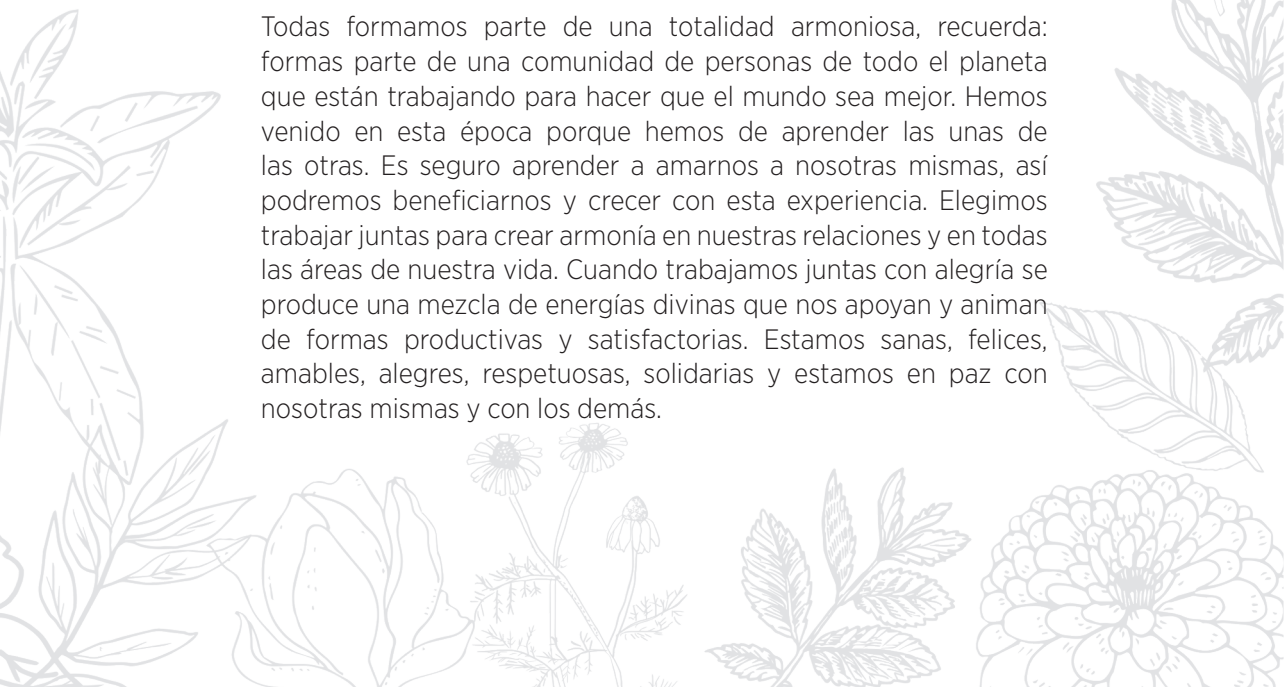 Todas formamos parte de una totalidad armoniosa, recuerda:
formas parte de una comunidad de personas de todo el planeta
que están trabajando para hacer que el mundo sea mejor. Hemos
venido en esta época porque hemos de aprender las unas de
las otras. Es seguro aprender a amarnos a nosotras mismas, así
podremos beneficiarnos y crecer con esta experiencia. Elegimos
trabajar juntas para crear armonía en nuestras relaciones y en todas
las áreas de nuestra vida. Cuando trabajamos juntas con alegría se
produce una mezcla de energías divinas que nos apoyan y animan
de formas productivas y satisfactorias. Estamos sanas, felices,
amables, alegres, respetuosas, solidarias y estamos en paz con
nosotras mismas y con los demás.